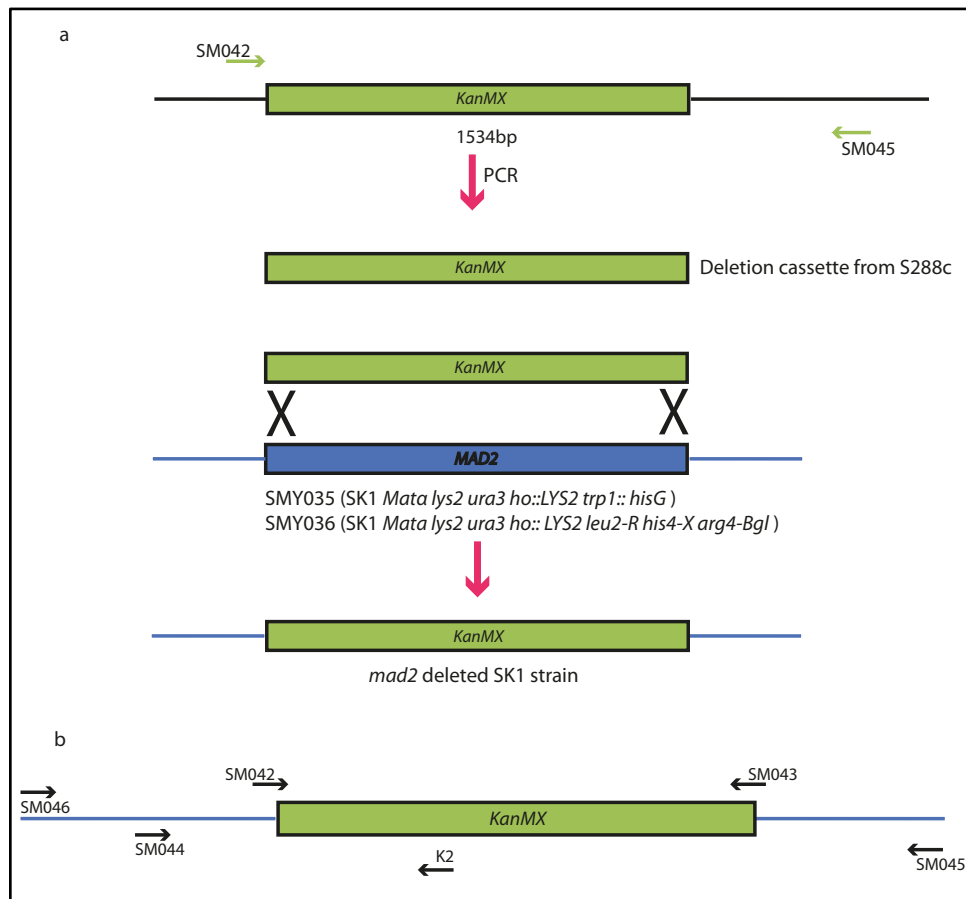 a
SM042
KanMX
1534bp
SM045
PCR
KanMX
Deletion cassette from S288c
KanMX
MAD2
SMY035 (SK1 Mata lys2 ura3 ho::LYS2 trp1:: hisG )
SMY036 (SK1 Matα lys2 ura3 ho:: LYS2 leu2-R his4-X arg4-Bgl )
KanMX
mad2 deleted SK1 strain
b
SM042
SM043
SM046
KanMX
SM044
K2
SM045